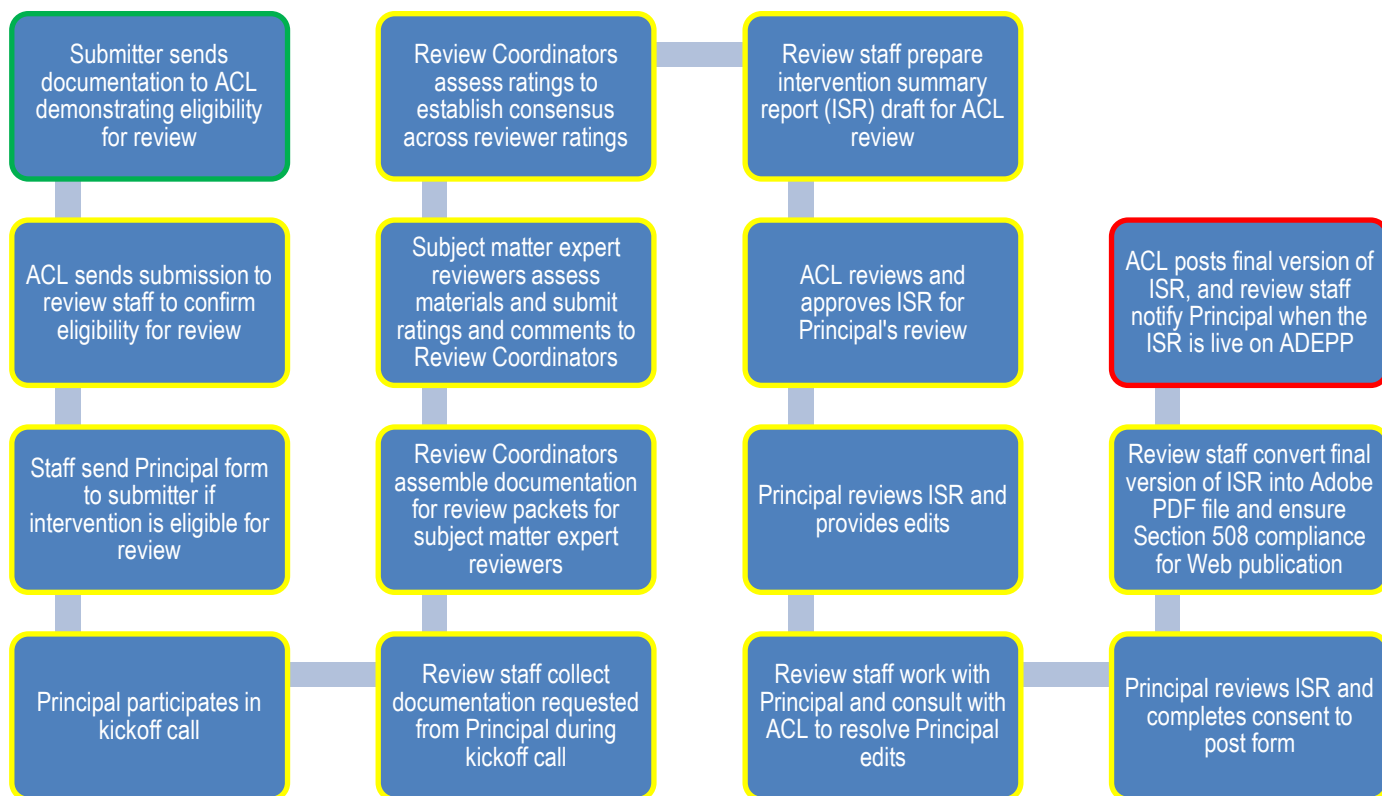 Submitter sends
documentation to ACL
demonstrating eligibility
for review
ACL sends submission to
review staff to confirm
eligibility for review
Staff send Principal form
to submitter if
intervention is eligible for
review
Principal participates in
kickoff call
Review staff collect
documentation requested
from Principal during
kickoff call
Review Coordinators
assemble documentation
for review packets for
subject matter expert
reviewers
Subject matter expert
reviewers assess
materials and submit
ratings and comments to
Review Coordinators
Review Coordinators
assess ratings to
establish consensus
across reviewer ratings
Review staff prepare
intervention summary
report (ISR) draft for ACL
review
ACL reviews and
approves ISR for
Principal's review
Principal reviews ISR and
provides edits
Review staff work with
Principal and consult with
ACL to resolve Principal
edits
Principal reviews ISR and
completes consent to
post form
Review staff convert final
version of ISR into Adobe
PDF file and ensure
Section 508 compliance
for Web publication
ACL posts final version of
ISR, and review staff
notify Principal when the
ISR is live on ADEPP